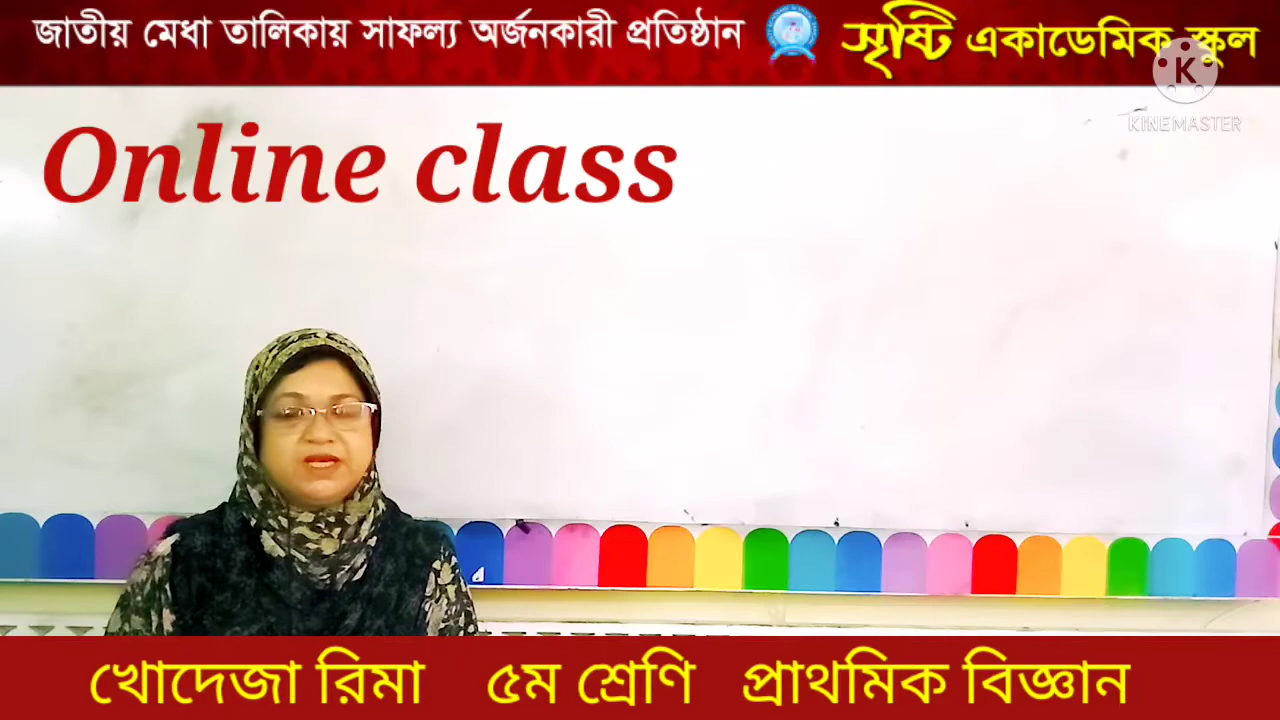 জাতীয় মেধা তালিকায় সাফল্য অর্জনকারী প্রতিষ্ঠান সৃষ্টি একাডেমিক স্কুল
K
KINEMASTER
Online class
খোদেজা রিমা ৫ম শ্রেণি প্রাথমিক বিজ্ঞান